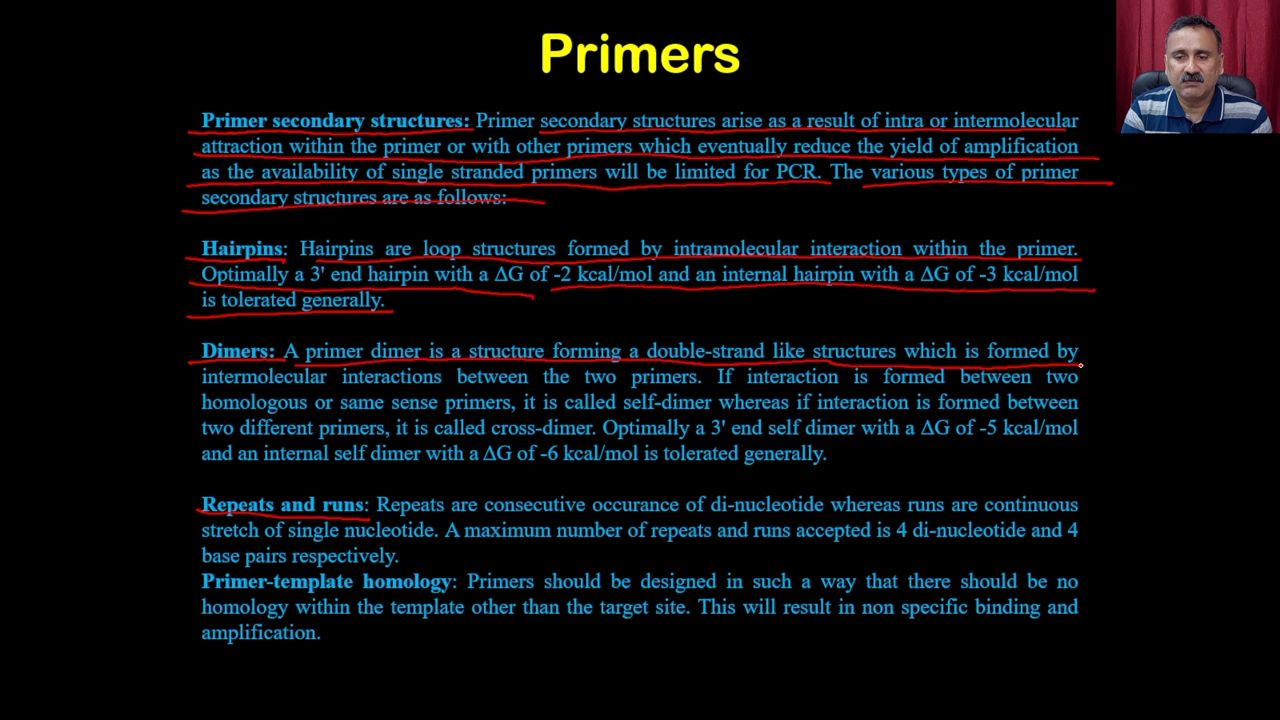 Primers
Primer secondary structures: Primer secondary structures arise as a result of intra or intermolecular
attraction within the primer or with other primers which eventually reduce the yield of amplification
as the availability of single stranded primers will be limited for PCR. The various types of primer
secondary structures are as follows:
Hairpins: Hairpins are loop structures formed by intramolecular interaction within the primer.
Optimally a 3' end hairpin with a ΔG of -2 kcal/mol and an internal hairpin with a ΔG of -3 kcal/mol
is tolerated generally.
Dimers: A primer dimer is a structure forming a double-strand like structures which is formed by
intermolecular interactions between the two primers. If interaction is formed between two
homologous or same sense primers, it is called self-dimer whereas if interaction is formed between
two different primers, it is called cross-dimer. Optimally a 3' end self dimer with a ΔG of -5 kcal/mol
and an internal self dimer with a ΔG of -6 kcal/mol is tolerated generally.
Repeats and runs: Repeats are consecutive occurance of di-nucleotide whereas runs are continuous
stretch of single nucleotide. A maximum number of repeats and runs accepted is 4 di-nucleotide and 4
base pairs respectively.
Primer-template homology: Primers should be designed in such a way that there should be no
homology within the template other than the target site. This will result in non specific binding and
amplification.